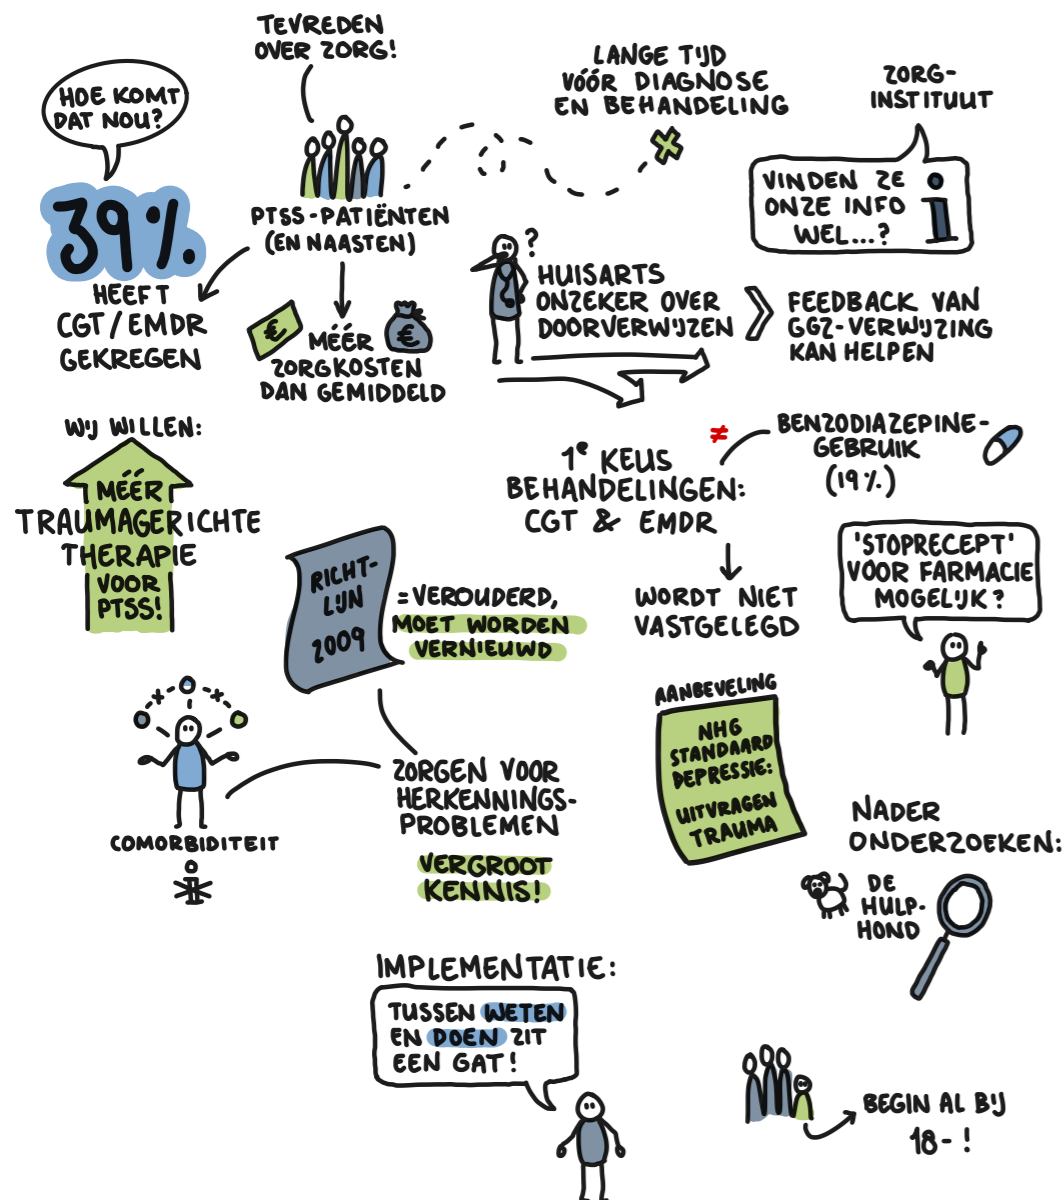 TEVREDEN
OVER ZORG!
HOE KOMT
DAT NOU?
39%
HEEFT
CGT/EMDR
GEKREGEN
PTSS-PATIËNTEN
(EN NAASTEN)
€
€
MÉÉR
ZORGKOSTEN
DAN GEMIDDELD
LANGE TIJD
VÓÓR DIAGNOSE
EN BEHANDELING
ZORG-
INSTITUUT
VINDEN ZE
ONZE INFO
WEL...?
i
?
HUISARTS
ONZEKER OVER
DOORVERWIJZEN
FEEDBACK VAN
GGZ-VERWIJZING
KAN HELPEN
WIJ WILLEN:
MÉÉR
TRAUMAGERICHTE
THERAPIE
VOOR
PTSS!
≠
BENZODIAZEPINE-
GEBRUIK
(19%)
1e KEUS
BEHANDELINGEN:
CGT & EMDR
WORDT NIET
VASTGELEGD
'STOPRECEPT'
VOOR FARMACIE
MOGELIJK?
RICHT-
LIJN
2009
=VEROUDERD,
MOET WORDEN
VERNIEUWD
AANBEVELING
NHG
STANDAARD
DEPRESSIE:
UITVRAGEN
TRAUMA
COMORBIDITEIT
ZORGEN VOOR
HERKENNINGS-
PROBLEMEN
VERGROOT
KENNIS!
NADER
ONDERZOEKEN:
DE
HULP-
HOND
IMPLEMENTATIE:
TUSSEN WETEN
EN DOEN ZIT
EEN GAT!
BEGIN AL BIJ
18-!